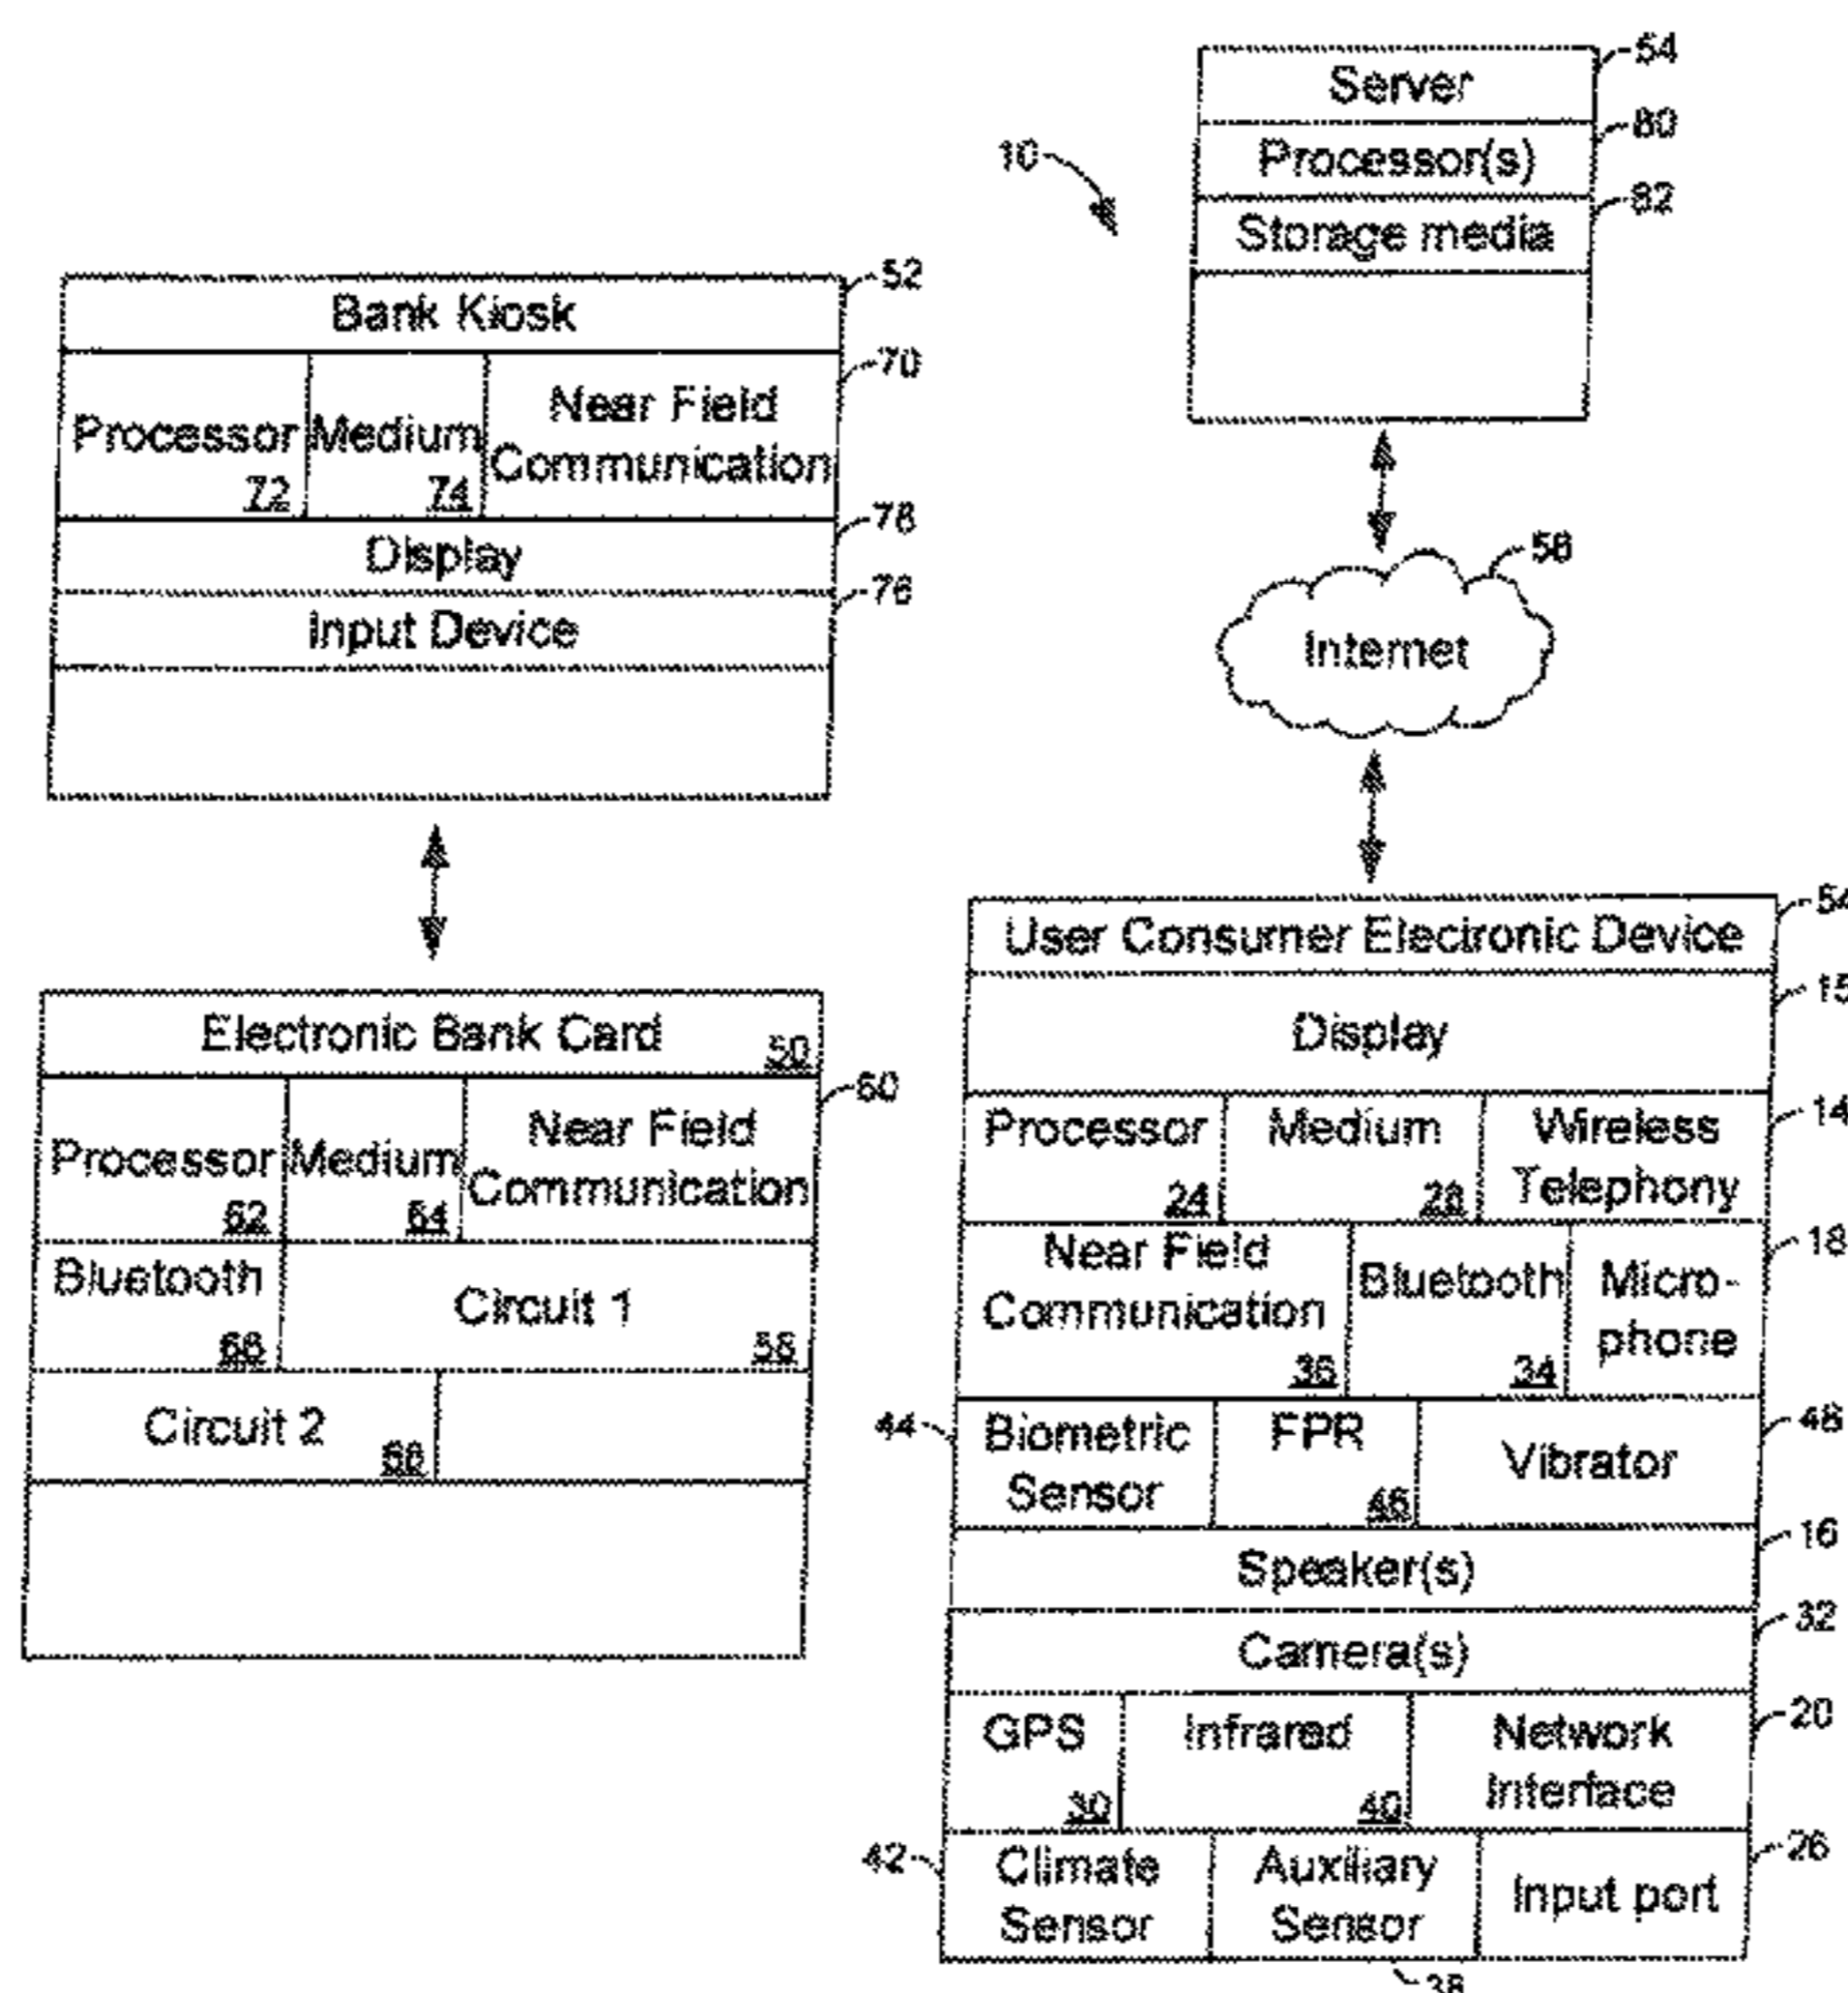 54
Server
80
10
Processor(s)
82
Storage media
52
Bank Kiosk
70
Near Field
Processor
Medium
Communication
72
74
78
Display
76
Input Device
56
Internet
54
User Consumer Electronic Device
15
Display
Electronic Bank Card
50
60
14
Near Field
Processor
Medium
Communication
62
64
Processor
Medium
Wireless
Telephony
24
28
18
Bluetooth
Circuit 1
66
58
Near Field
Communication
Bluetooth
Micro-
phone
36
34
Circuit 2
68
44
48
Biometric
Sensor
FPR
Vibrator
46
16
Speaker(s)
32
Camera(s)
20
GPS
Infrared
Network
Interface
30
40
42
26
Climate
Sensor
Auxiliary
Sensor
Input port
38